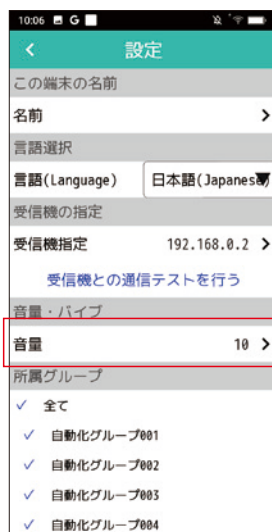 10:06 G
設定
この端末の名前
名前
言語選択
言語(Language) 日本語(Japanese)
受信機の指定
受信機指定 192.168.0.2
受信機との通信テストを行う
音量・バイブ
音量 10
所属グループ
全て
自動化グループ001
自動化グループ002
自動化グループ003
自動化グループ004